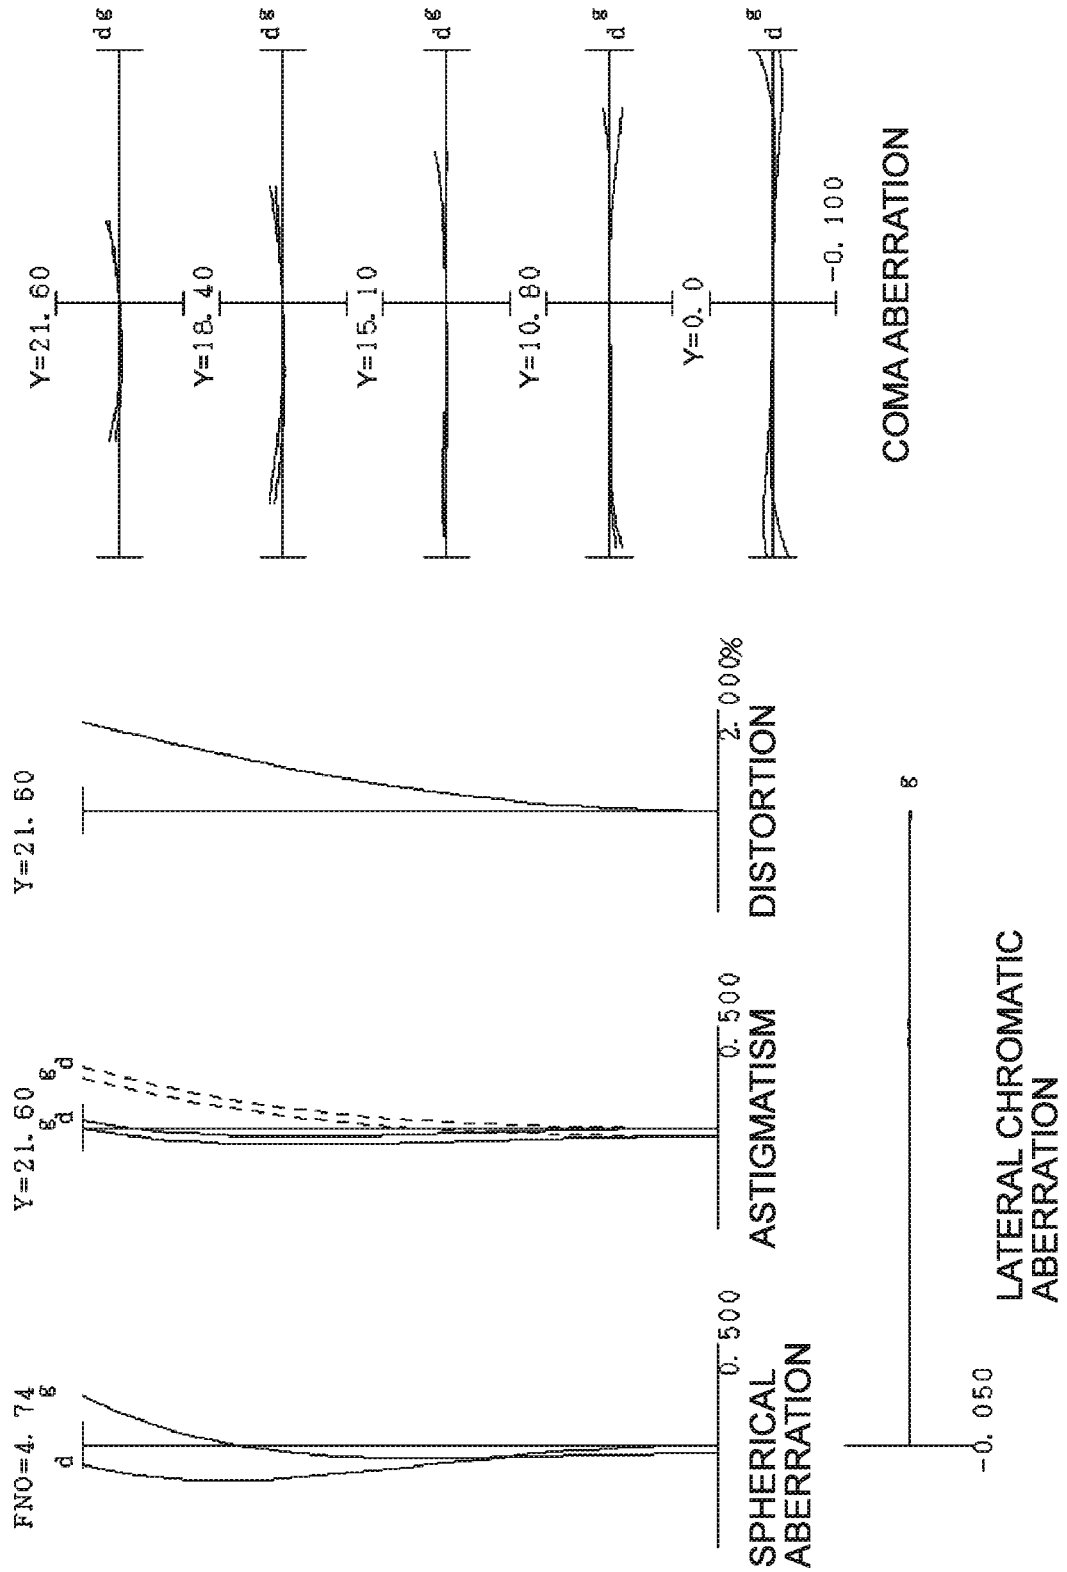 FNO=4. 74
d
g
0. 500
SPHERICAL
ABERRATION
Y=21. 60
g
d
g
d
0. 500
ASTIGMATISM
Y=21. 60
2. 000%
DISTORTION
Y=21. 60
d g
Y=18. 40
d g
Y=15. 10
d g
Y=10. 80
d g
Y=0. 0
d g
-0. 100
COMA ABERRATION
g
-0. 050
LATERAL CHROMATIC
ABERRATION